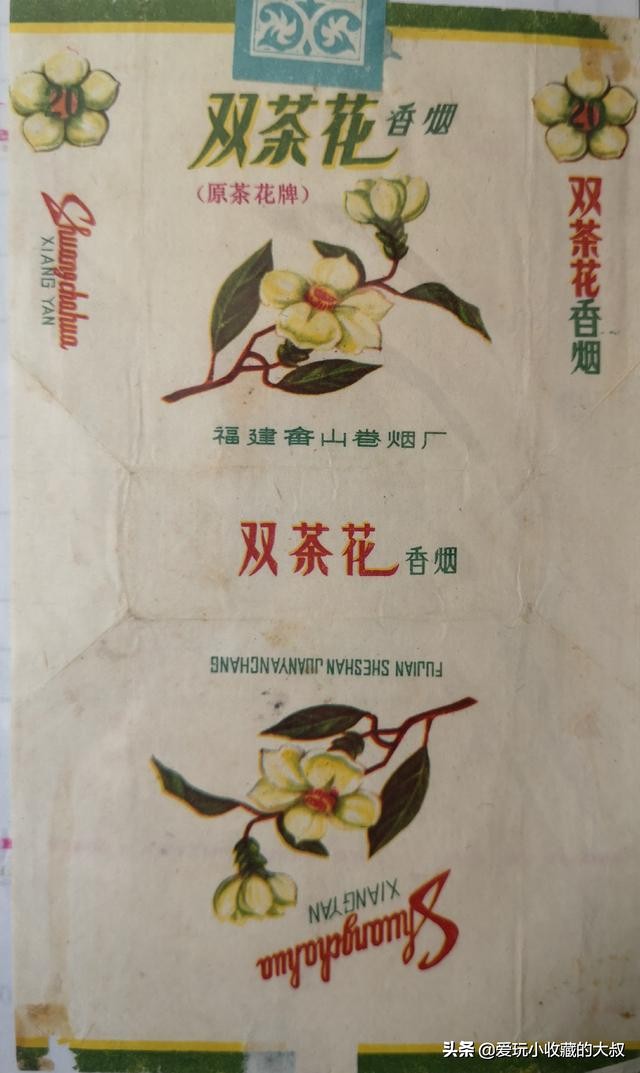 20
双茶花香烟
20
(原茶花牌)
Shuangchahua
XIANG YAN
双茶花香烟
福建畲山卷烟厂
双茶花香烟
FUJIAN SHESHAN JUANYANCHANG
XIANGYAN
Shuangchahua
头条 @爱玩小收藏的大叔